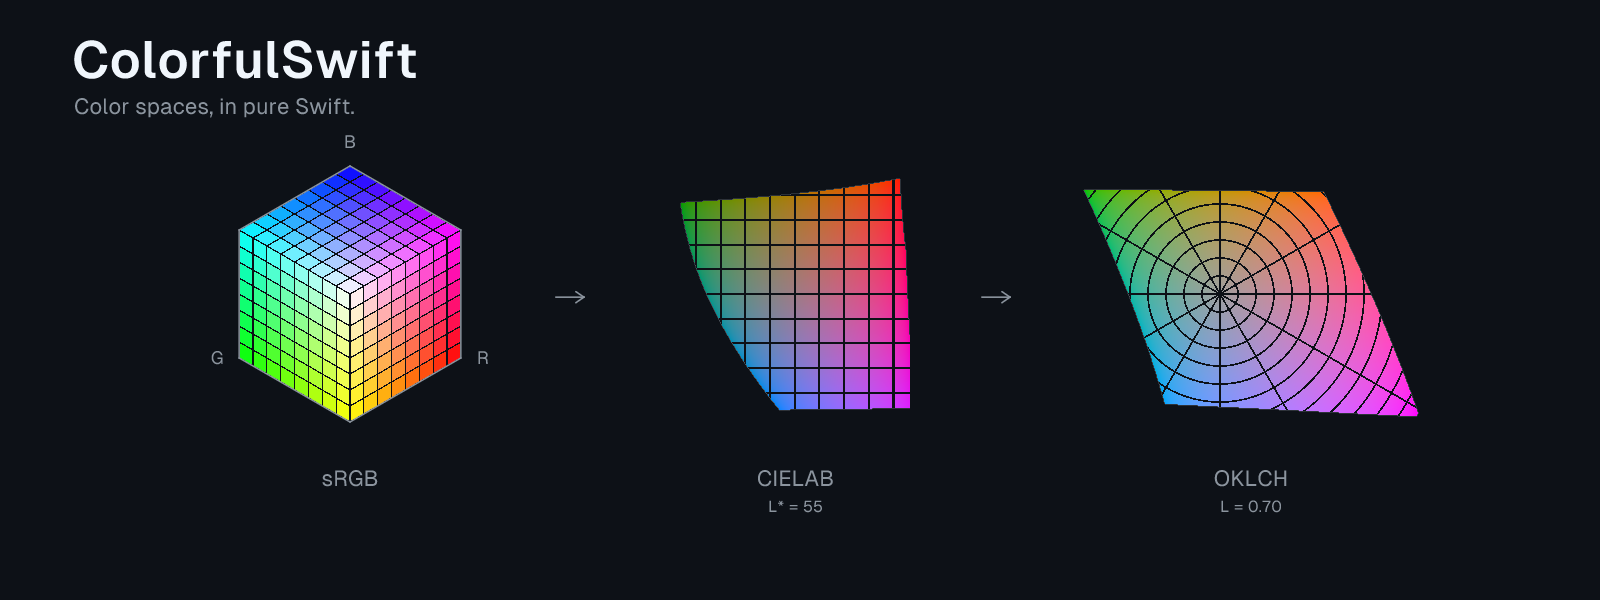 ColorfulSwift
Color spaces, in pure Swift.
B
G
R
sRGB
CIELAB
L* = 55
OKLCH
L = 0.70